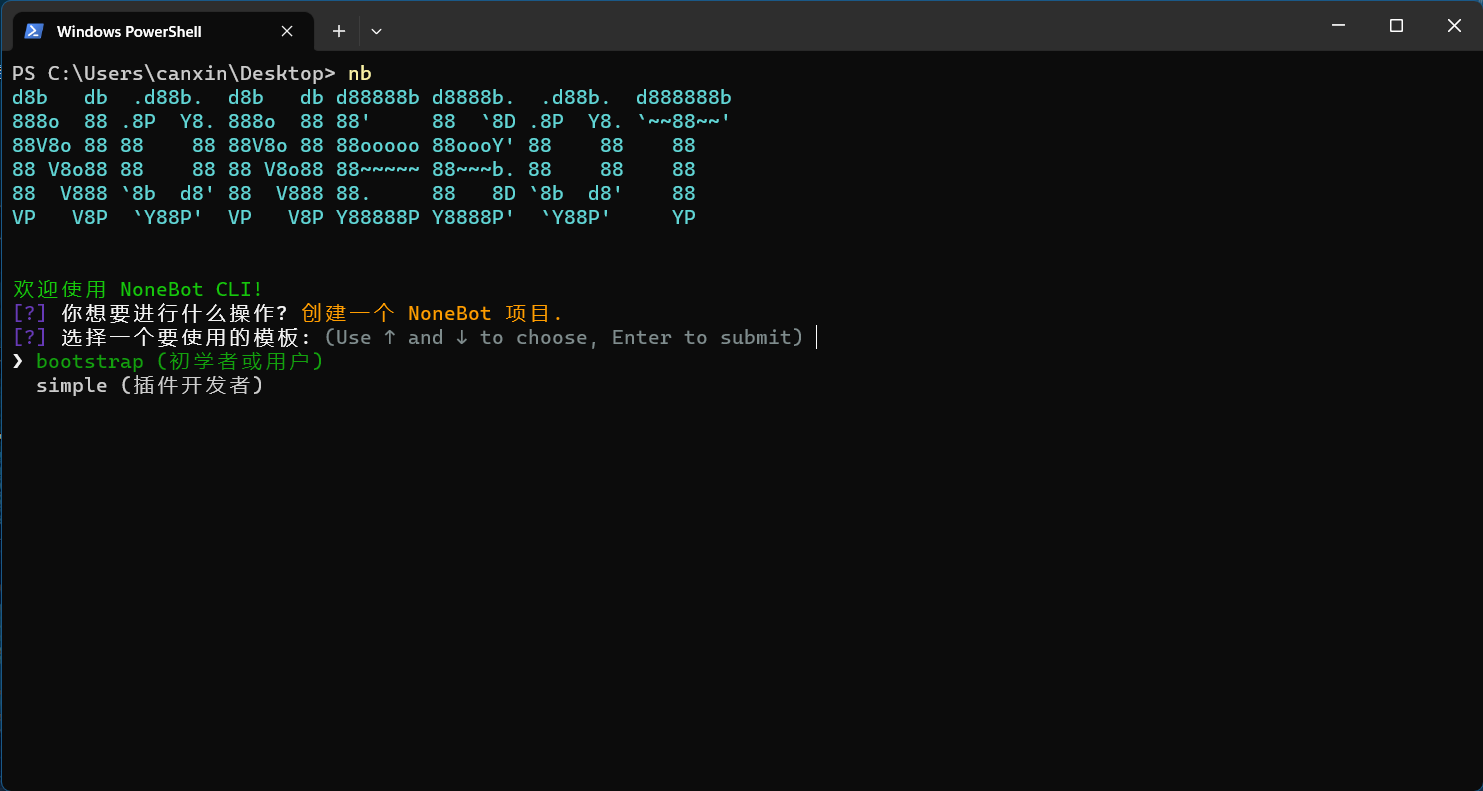 Windows PowerShell
PS C:\Users\canxin\Desktop> nb
d8b   db  .d88b.  d8b   db d88888b d8888b.  .d88b.  d888888b
888o  88 .8P  Y8. 888o  88 88'     88  `8D .8P  Y8. `~~88~~'
88V8o 88 88    88 88V8o 88 88ooooo 88oooY' 88    88    88
88 V8o88 88    88 88 V8o88 88~~~~~ 88~~~b. 88    88    88
88  V888 `8b  d8' 88  V888 88.     88   8D `8b  d8'    88
VP   V8P  `Y88P'  VP   V8P Y88888P Y8888P'  `Y88P'     YP
欢迎使用 NoneBot CLI!
[?] 你想要进行什么操作? 创建一个 NoneBot 项目.
[?] 选择一个要使用的模板: (Use ↑ and ↓ to choose, Enter to submit)
❯ bootstrap (初学者或用户)
simple (插件开发者)